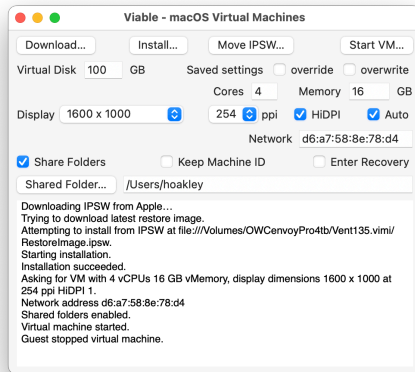 Viable - macOS Virtual Machines
Download... Install... Move IPSW... Start VM...
Virtual Disk 100 GB Saved settings override overwrite
Cores 4 Memory 16 GB
Display 1600 x 1000 254 ppi HiDPI Auto
Network d6:a7:58:8e:78:d4
Share Folders Keep Machine ID Enter Recovery
Shared Folder... /Users/hoakley
Downloading IPSW from Apple...
Trying to download latest restore image.
Attempting to install from IPSW at file:///Volumes/OWCenvoyPro4tb/Vent135.vimi/
RestoreImage.ipsw.
Starting installation.
Installation succeeded.
Asking for VM with 4 vCPUs 16 GB vMemory, display dimensions 1600 x 1000 at
254 ppi HiDPI 1.
Network address d6:a7:58:8e:78:d4
Shared folders enabled.
Virtual machine started.
Guest stopped virtual machine.